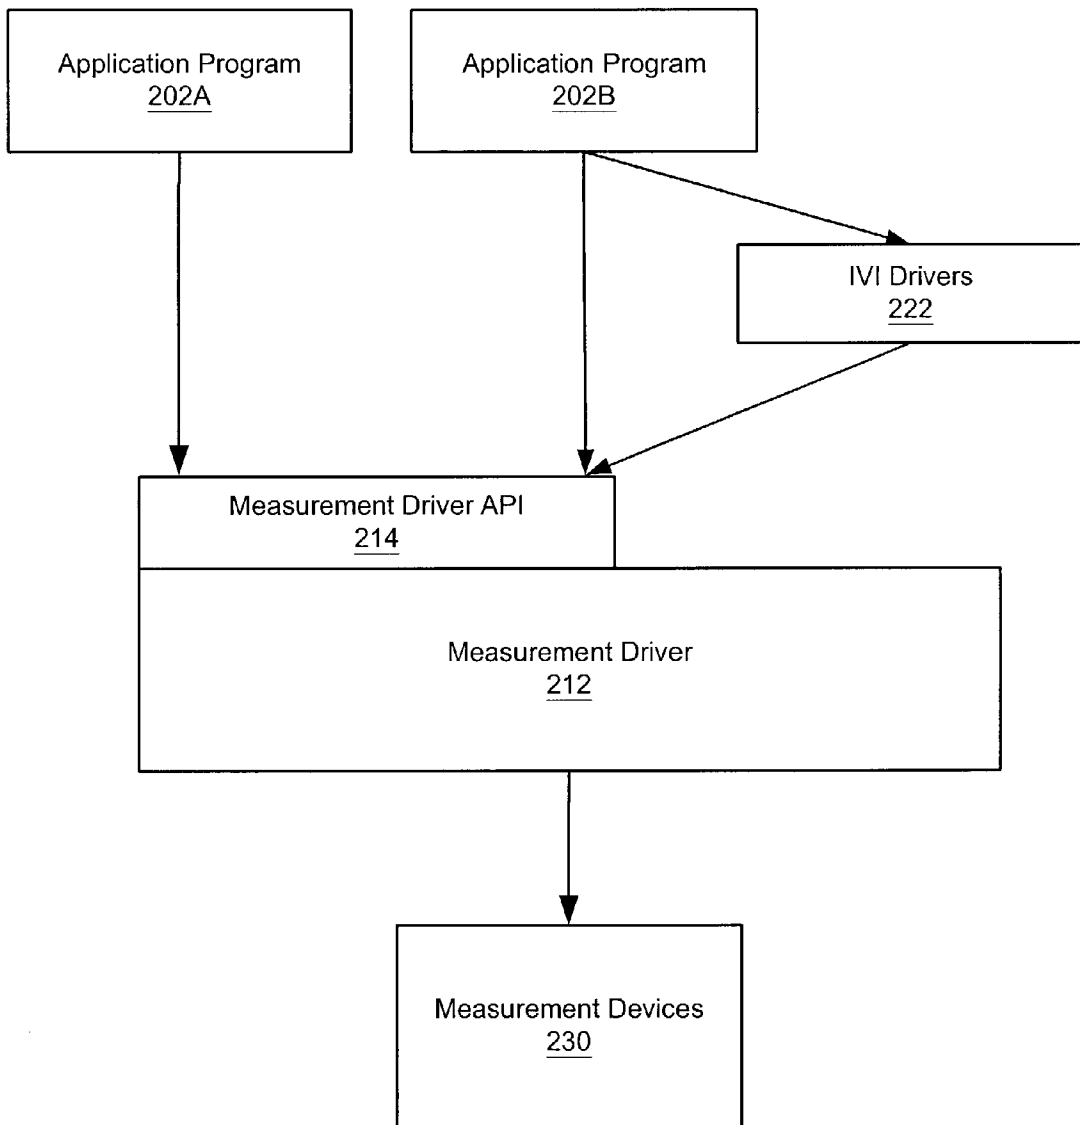 Application Program
202A
Application Program
202B
IVI Drivers
222
Measurement Driver API
214
Measurement Driver
212
Measurement Devices
230